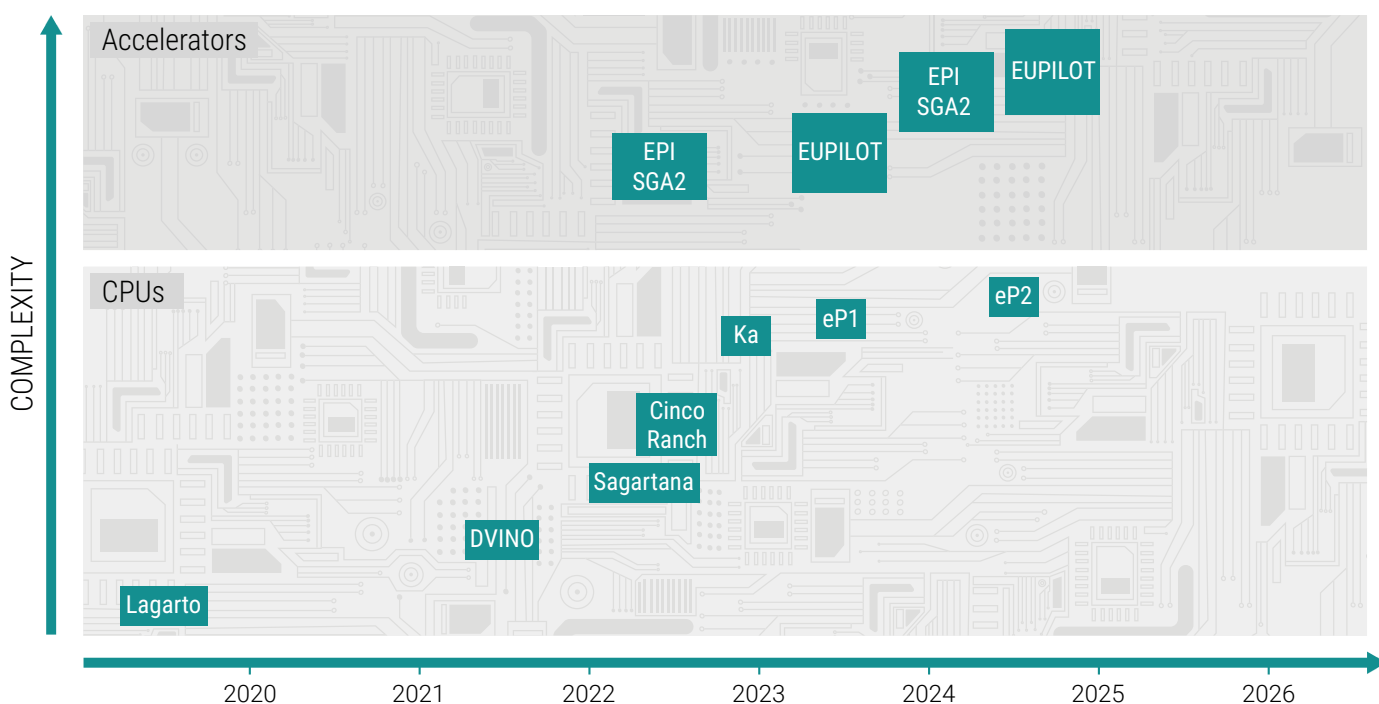 Accelerators
EUPILOT
EPI
SGA2
EUPILOT
EPI
SGA2
CPUs
eP2
eP1
Ka
Cinco
Ranch
Sagartana
DVINO
Lagarto
COMPLEXITY
2020 2021 2022 2023 2024 2025 2026